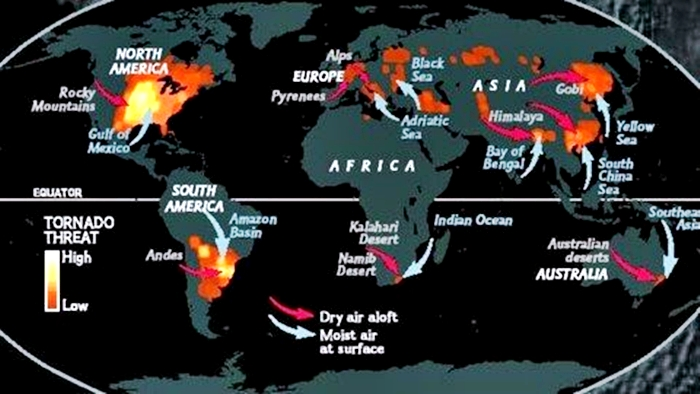 NORTH
AMERICA
Rocky
Mountains
Gulf of
Mexico
Alps
EUROPE
Pyrenees
Black
Sea
Adriatic
Sea
ASIA
Gobi
Himalaya
Bay of
Bengal
Yellow
Sea
South
China
Sea
AFRICA
EQUATOR
SOUTH
AMERICA
Amazon
Basin
Andes
TORNADO
THREAT
High
Low
Kalahari
Desert
Namib
Desert
Indian Ocean
Southeast
Asia
Australian
deserts
AUSTRALIA
Dry air aloft
Moist air
at surface